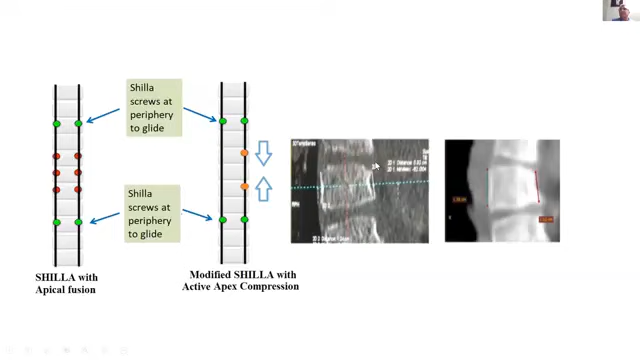 Shilla
screws at
periphery
to glide
Shilla
screws at
periphery
to glide
SHILLA with
Apical fusion
Modified SHILLA with
Active Apex Compression